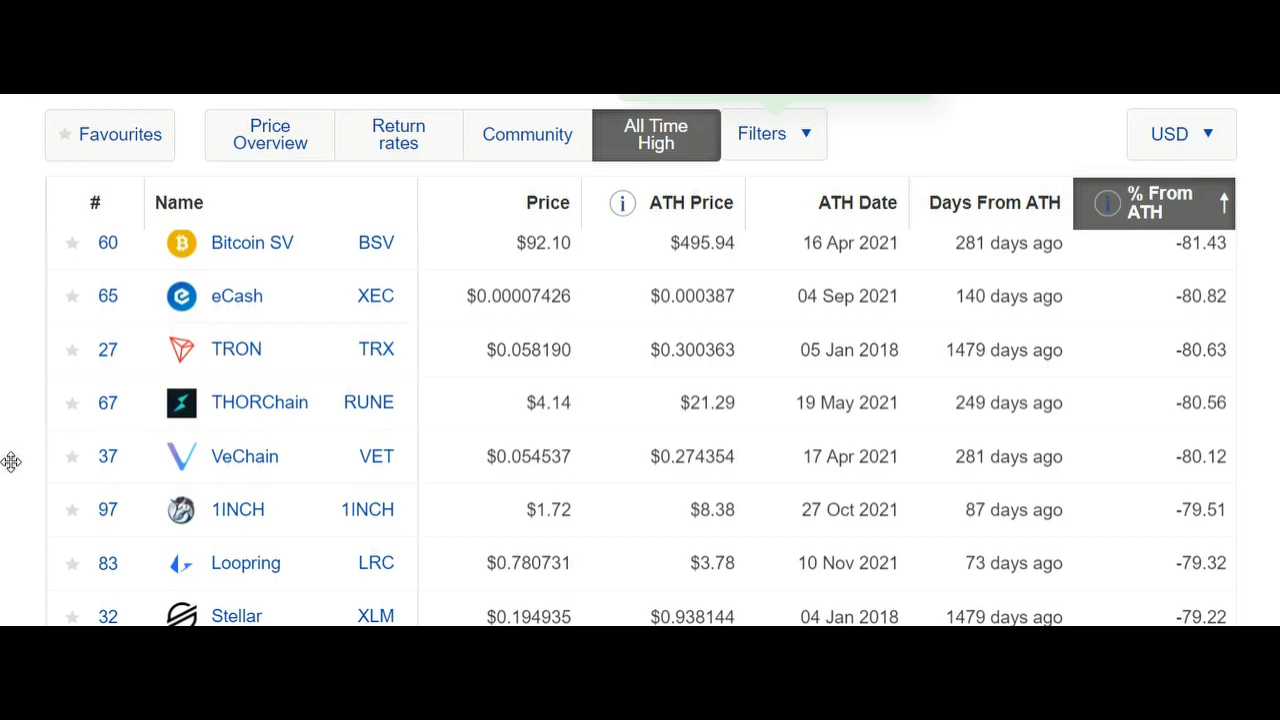 Favourites
Price Overview
Return rates
Community
All Time High
Filters ▼
USD ▼
# Name Price ATH Price ATH Date Days From ATH % From ATH ↑
60 Bitcoin SV BSV $92.10 $495.94 16 Apr 2021 281 days ago -81.43
65 eCash XEC $0.00007426 $0.000387 04 Sep 2021 140 days ago -80.82
27 TRON TRX $0.058190 $0.300363 05 Jan 2018 1479 days ago -80.63
67 THORChain RUNE $4.14 $21.29 19 May 2021 249 days ago -80.56
37 VeChain VET $0.054537 $0.274354 17 Apr 2021 281 days ago -80.12
97 1INCH 1INCH $1.72 $8.38 27 Oct 2021 87 days ago -79.51
83 Loopring LRC $0.780731 $3.78 10 Nov 2021 73 days ago -79.32
32 Stellar XLM $0.194935 $0.938144 04 Jan 2018 1479 days ago -79.22